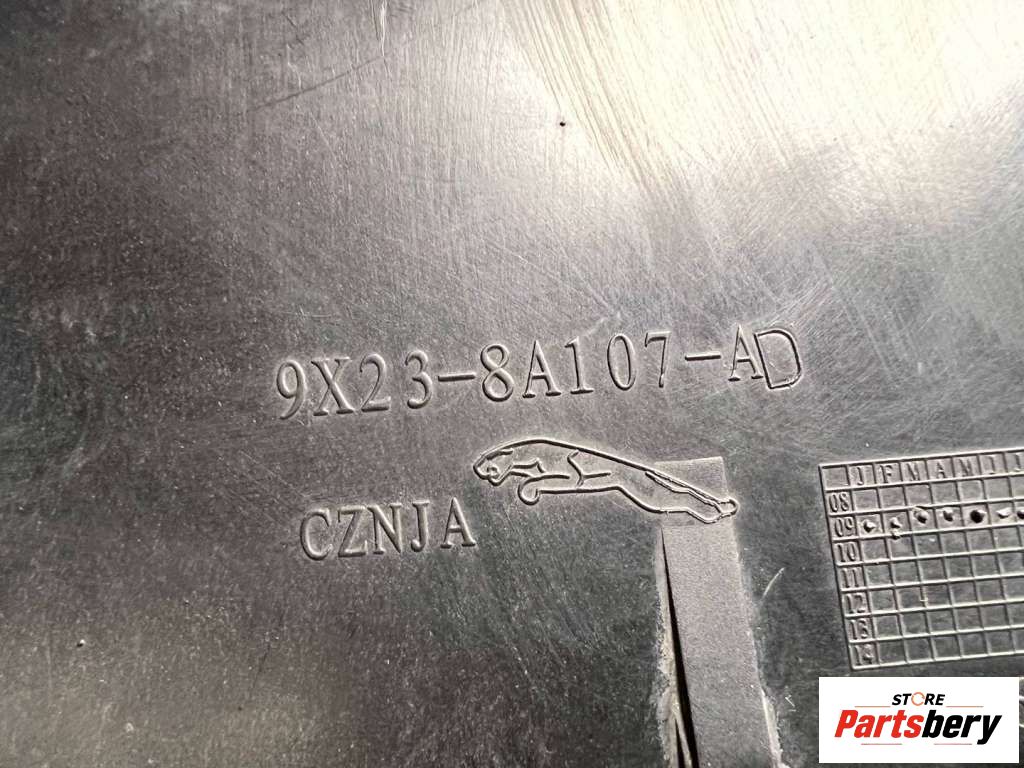 9X23-8A107-AD
CZNJA
J F M A M J J
08
09
10
11
12
13
14
STORE
Partsbery